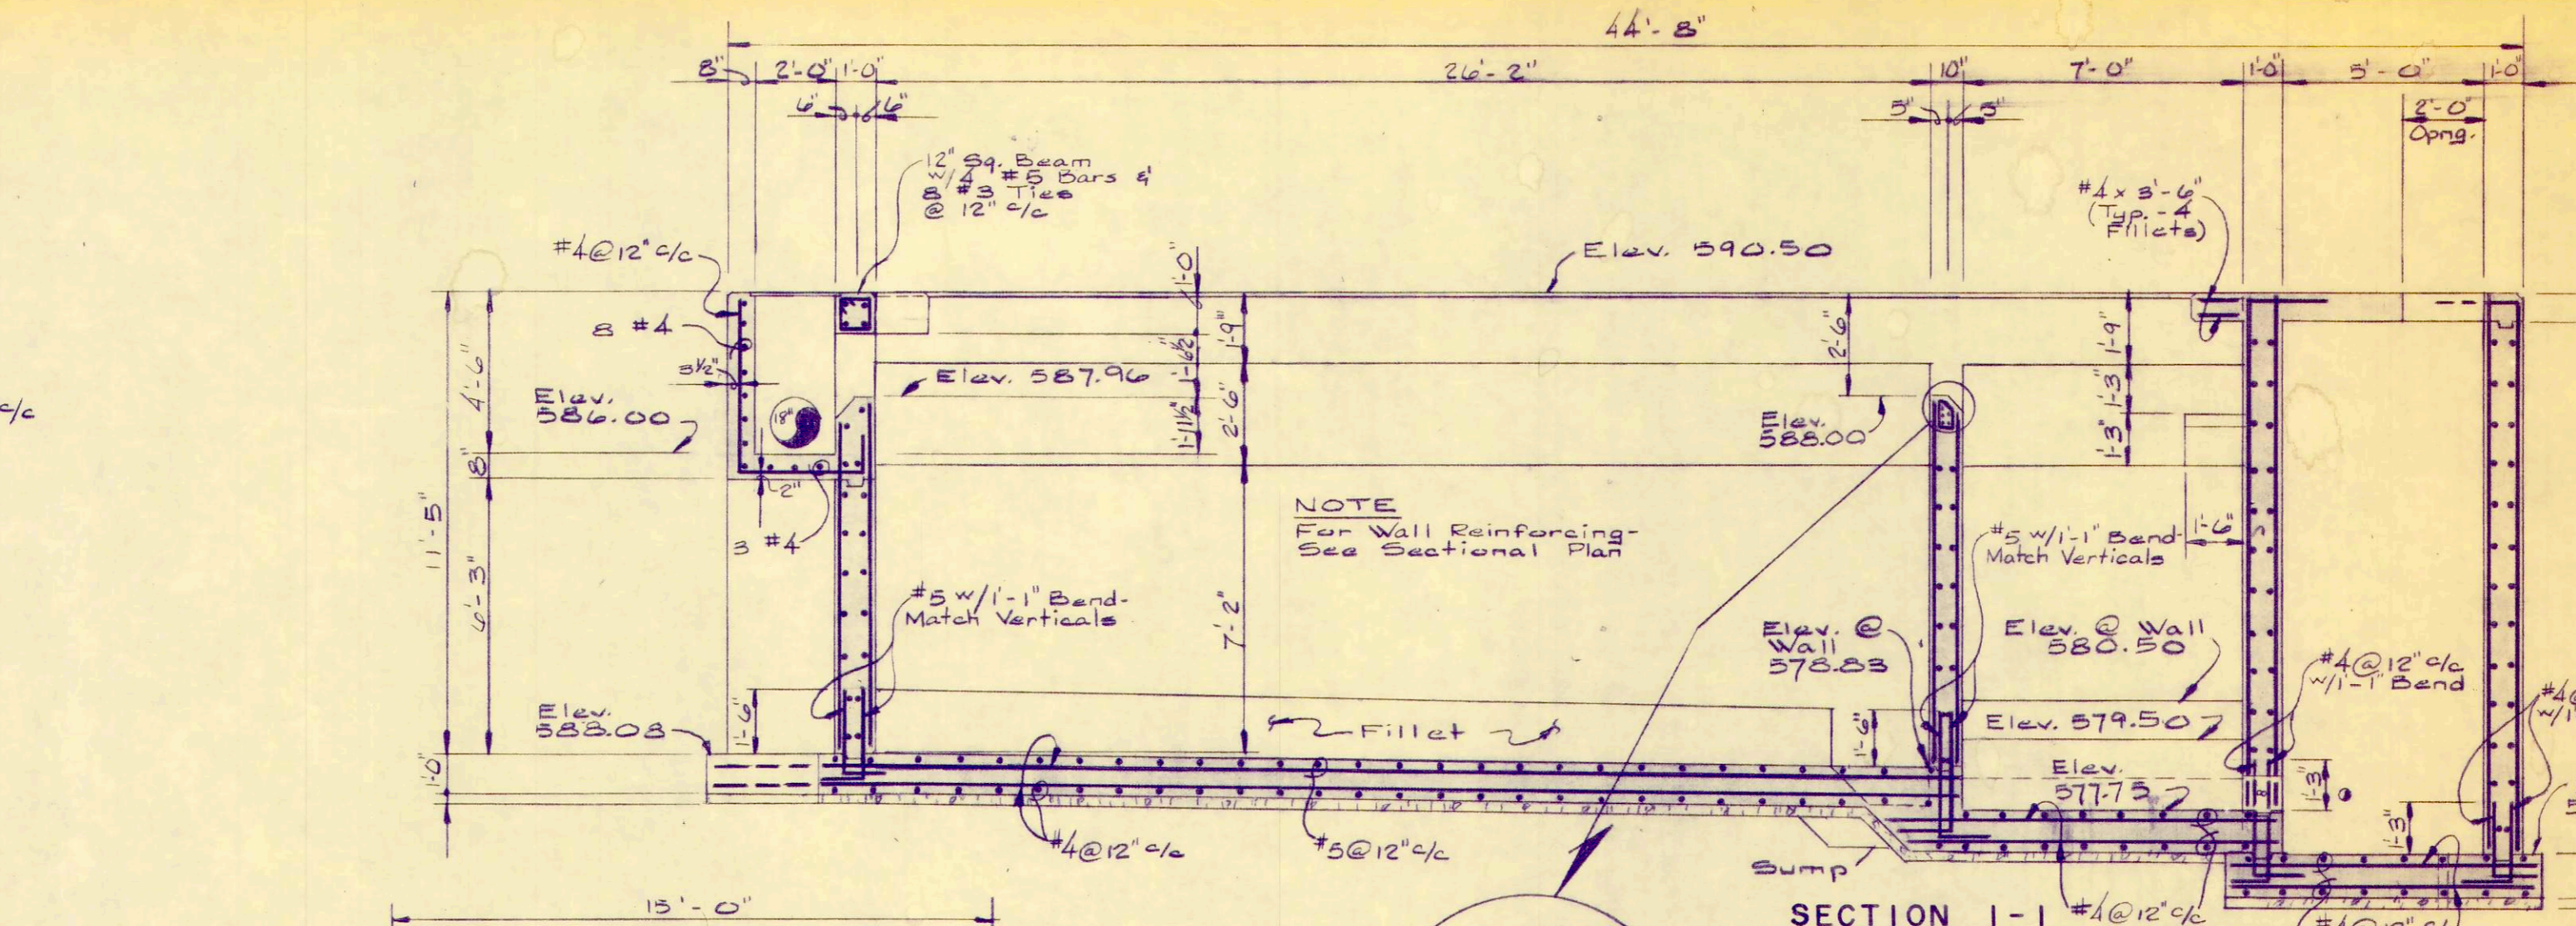 44'-8"
8" 2'-0" 1'-0" 26'-2" 10" 7'-0" 1'-0" 5'-0" 1'-0"
6" 6" 5" 5" 2'-0"
Opng.
12" Sq. Beam
w/4 #5 Bars &
8 #3 Ties
@ 12" c/c
#4 x 3'-6"
(Typ. - 4
Fillets)
#4@12" c/c
Elev. 590.50
1'-0"
8 #4
1'-9"
2'-6"
1'-9"
3½"
1'-6½"
4'-6"
Elev. 587.96
Elev.
586.00
c/c
1'-3"
1'-11½"
2'-6"
18"
Elev.
588.00
1'-3"
8"
2"
3 #4
11'-5"
NOTE
For Wall Reinforcing-
See Sectional Plan
1'-6"
#5 w/1'-1" Bend-
Match Verticals
6'-3"
#5 w/1'-1" Bend-
Match Verticals
7'-2"
Elev. @
Wall
578.83
Elev. @ Wall
580.50
#4@12" c/c
w/1'-1" Bend
#4@
w/1
Elev.
588.08
1'-6"
Fillet
1'-6"
Elev. 579.50
1'-0"
Elev.
577.75
1'-3"
1'-3"
5
#4@12" c/c
#5@12" c/c
Sump
15'-0"
SECTION 1-1
#4@12" c/c
#4@12" c/